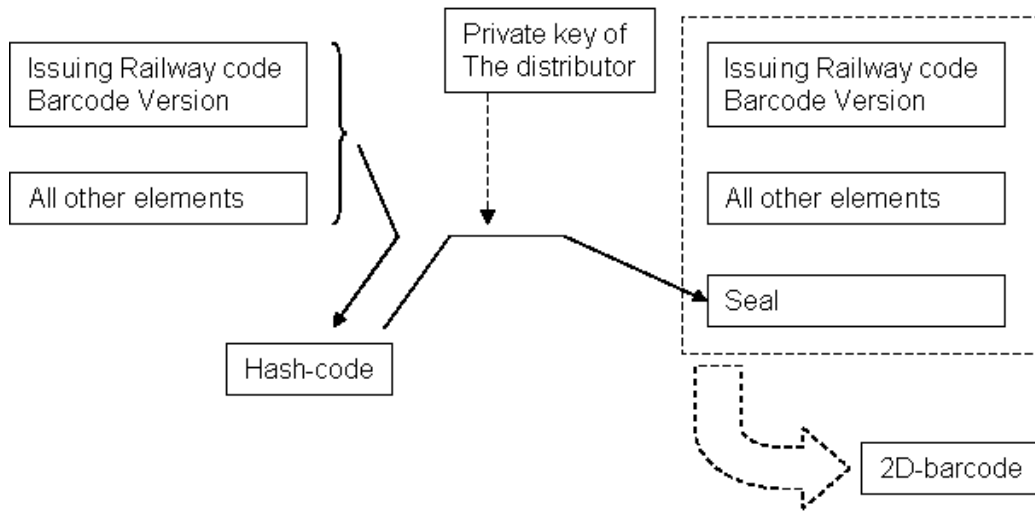 Issuing Railway code
Barcode Version
All other elements
Private key of
The distributor
Hash-code
Issuing Railway code
Barcode Version
All other elements
Seal
2D-barcode